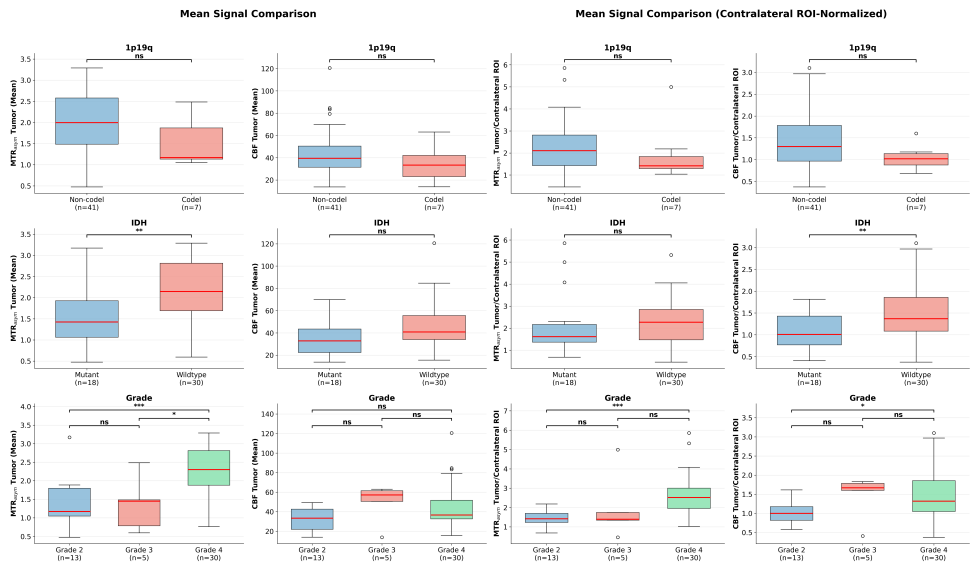 Mean Signal Comparison
Mean Signal Comparison (Contralateral ROI-Normalized)
1p19q
ns
MTRasym Tumor (Mean)
3.5
3.0
2.5
2.0
1.5
1.0
0.5
Non-codel
(n=41)
Codel
(n=7)
1p19q
ns
CBF Tumor (Mean)
120
100
80
60
40
20
Non-codel
(n=41)
Codel
(n=7)
1p19q
ns
MTRasym Tumor/Contralateral ROI
6
5
4
3
2
1
Non-codel
(n=41)
Codel
(n=7)
1p19q
ns
CBF Tumor/Contralateral ROI
3.0
2.5
2.0
1.5
1.0
0.5
Non-codel
(n=41)
Codel
(n=7)
IDH
**
MTRasym Tumor (Mean)
3.5
3.0
2.5
2.0
1.5
1.0
0.5
Mutant
(n=18)
Wildtype
(n=30)
IDH
ns
CBF Tumor (Mean)
120
100
80
60
40
20
Mutant
(n=18)
Wildtype
(n=30)
IDH
ns
MTRasym Tumor/Contralateral ROI
6
5
4
3
2
1
Mutant
(n=18)
Wildtype
(n=30)
IDH
**
CBF Tumor/Contralateral ROI
3.0
2.5
2.0
1.5
1.0
0.5
Mutant
(n=18)
Wildtype
(n=30)
Grade
***
*
ns
MTRasym Tumor (Mean)
4.0
3.5
3.0
2.5
2.0
1.5
1.0
0.5
Grade 2
(n=13)
Grade 3
(n=5)
Grade 4
(n=30)
Grade
ns
ns
ns
CBF Tumor (Mean)
140
120
100
80
60
40
20
Grade 2
(n=13)
Grade 3
(n=5)
Grade 4
(n=30)
Grade
***
ns
ns
MTRasym Tumor/Contralateral ROI
7
6
5
4
3
2
1
Grade 2
(n=13)
Grade 3
(n=5)
Grade 4
(n=30)
Grade
*
ns
ns
CBF Tumor/Contralateral ROI
3.5
3.0
2.5
2.0
1.5
1.0
0.5
Grade 2
(n=13)
Grade 3
(n=5)
Grade 4
(n=30)